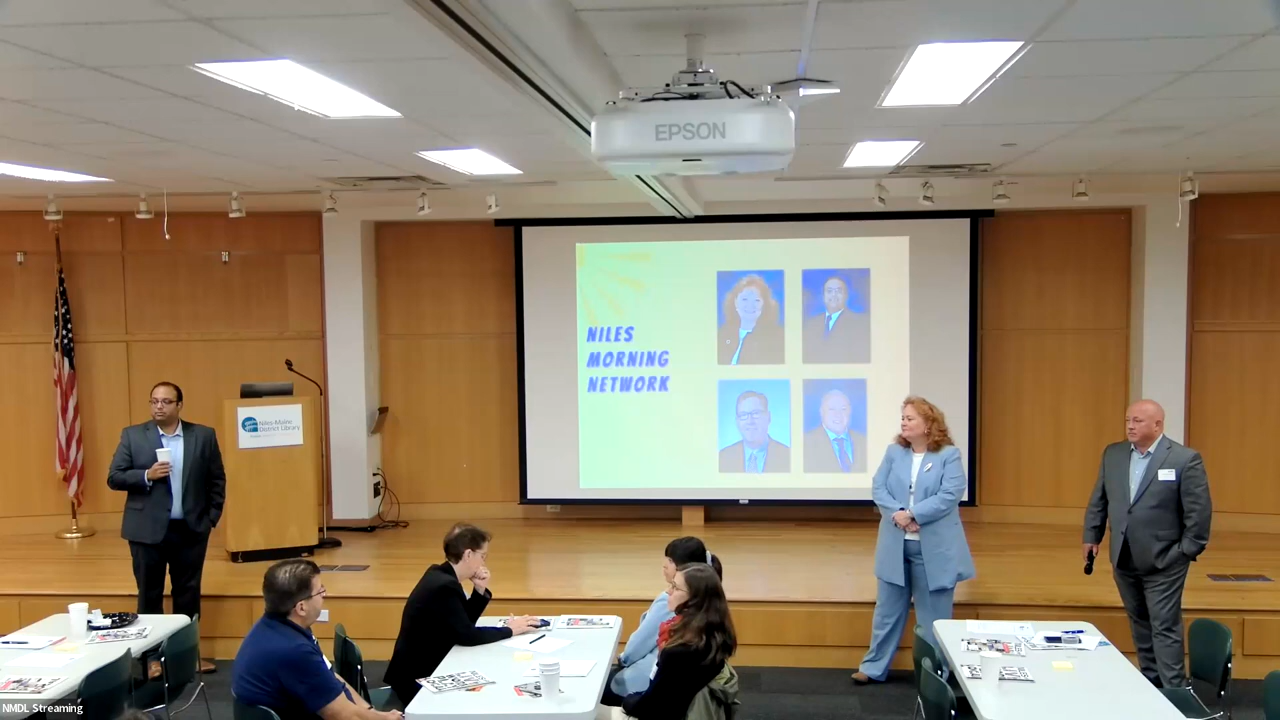 EPSON
NILES
MORNING
NETWORK
Niles-Maine
District Library
NMDL Streaming